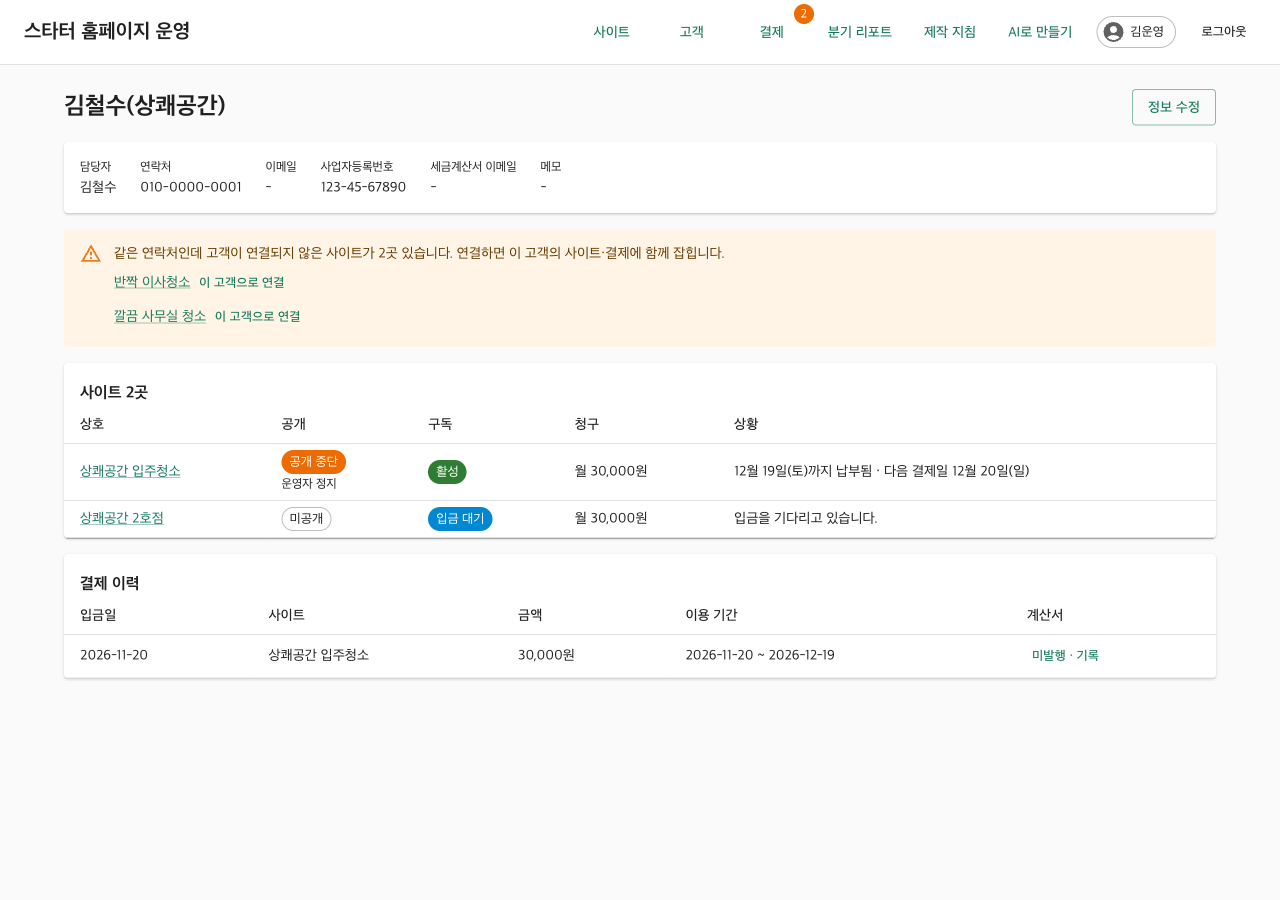 스타터 홈페이지 운영 사이트 고객 결제 2 분기 리포트 제작 지침 AI로 만들기 김운영 로그아웃
김철수(상쾌공간) 정보 수정
담당자 연락처 이메일 사업자등록번호 세금계산서 이메일 메모
김철수 010-0000-0001 - 123-45-67890 - -
같은 연락처인데 고객이 연결되지 않은 사이트가 2곳 있습니다. 연결하면 이 고객의 사이트·결제에 함께 잡힙니다.
반짝 이사청소 이 고객으로 연결
깔끔 사무실 청소 이 고객으로 연결
사이트 2곳
상호 공개 구독 청구 상황
상쾌공간 입주청소 공개 중단 활성 월 30,000원 12월 19일(토)까지 납부됨 · 다음 결제일 12월 20일(일)
운영자 정지
상쾌공간 2호점 미공개 입금 대기 월 30,000원 입금을 기다리고 있습니다.
결제 이력
입금일 사이트 금액 이용 기간 계산서
2026-11-20 상쾌공간 입주청소 30,000원 2026-11-20 ~ 2026-12-19 미발행 · 기록